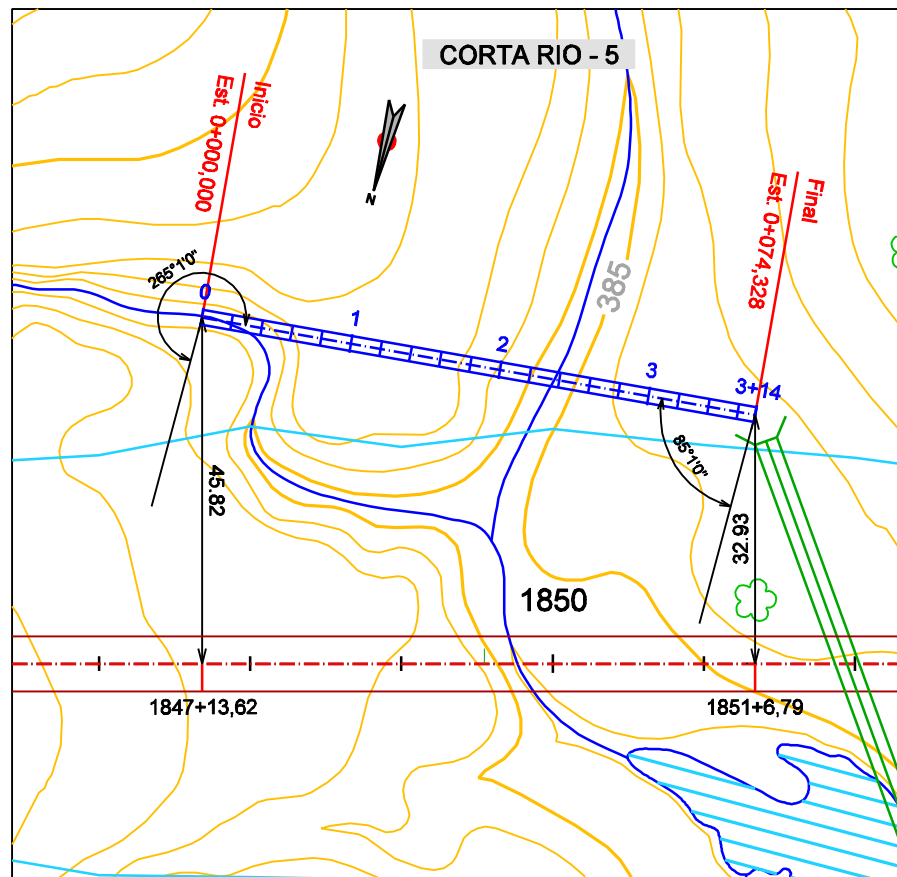 CORTA RIO - 5
Inicio
Est. 0+000,000
N
Final
Est. 0+074,328
385
265°1'0"
0
1
2
3
3+14
85°1'0"
45.82
32.93
1850
1847+13,62
1851+6,79